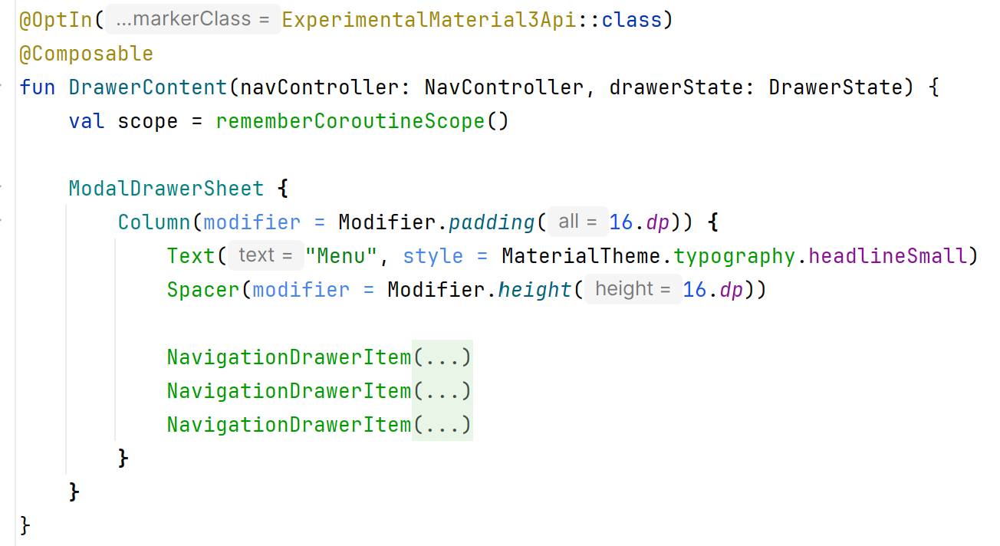 @OptIn( ...markerClass = ExperimentalMaterial3Api::class)
@Composable
fun DrawerContent(navController: NavController, drawerState: DrawerState) {
    val scope = rememberCoroutineScope()

    ModalDrawerSheet {
        Column(modifier = Modifier.padding( all = 16.dp)) {
            Text( text = "Menu", style = MaterialTheme.typography.headlineSmall)
            Spacer(modifier = Modifier.height( height = 16.dp))

            NavigationDrawerItem(...)
            NavigationDrawerItem(...)
            NavigationDrawerItem(...)
        }
    }
}